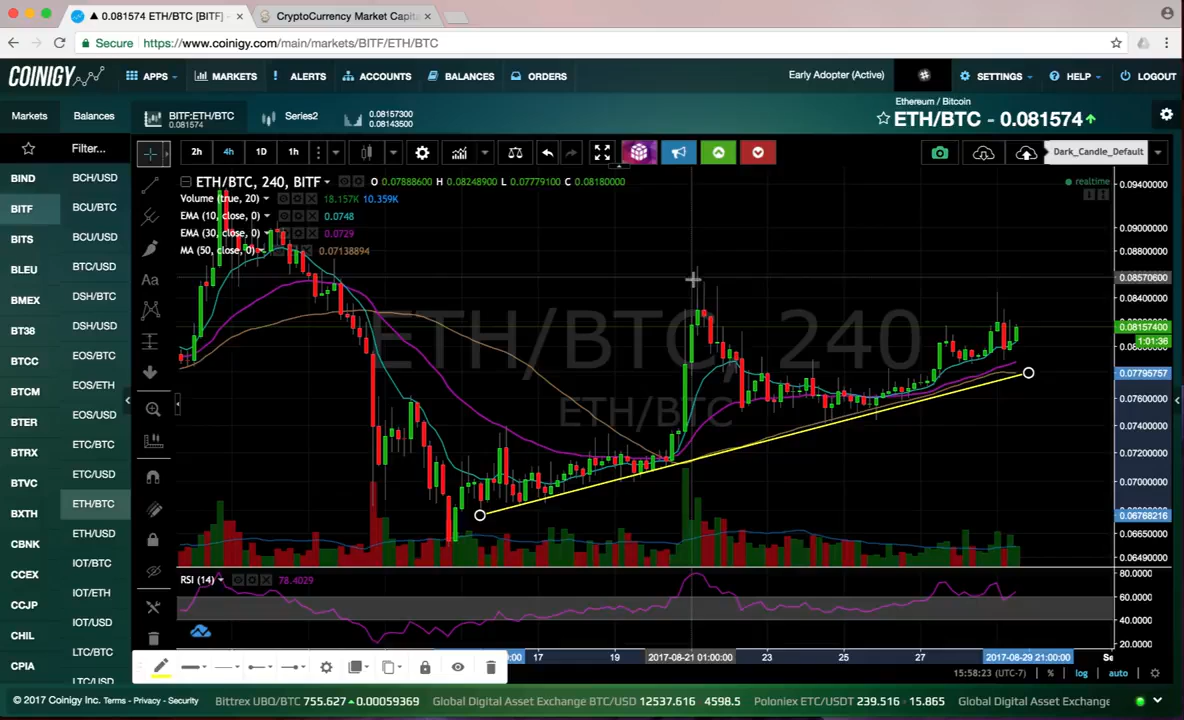 ▲ 0.081574 ETH/BTC [BITF]
CryptoCurrency Market Capit
Secure https://www.coinigy.com/main/markets/BITF/ETH/BTC
COINIGY APPS MARKETS ALERTS ACCOUNTS BALANCES ORDERS Early Adopter (Active) SETTINGS HELP LOGOUT
Markets Balances BITF:ETH/BTC 0.081574 Series2 0.08157300 0.08143500
Ethereum / Bitcoin
ETH/BTC - 0.081574
Filter... 2h 4h 1D 1h Dark_Candle_Default
ETH/BTC, 240, BITF O 0.07888600 H 0.08248900 L 0.07779100 C 0.08180000
realtime
Volume (true, 20) 18.157K 10.359K
EMA (10, close, 0) 0.0748
EMA (30, close, 0) 0.0729
MA (50, close, 0) 0.07138894
BIND BCH/USD
BITF BCU/BTC
BITS BCU/USD
BLEU BTC/USD
BMEX DSH/BTC
BT38 DSH/USD
BTCC EOS/BTC
BTCM EOS/ETH
BTER EOS/USD
BTRX ETC/BTC
BTVC ETC/USD
BXTH ETH/BTC
CBNK ETH/USD
CCEX IOT/BTC
CCJP IOT/ETH
CHIL IOT/USD
CPIA LTC/BTC
LTC/USD
Aa
ETH/BTC, 240
ETH/BTC
0.09400000
0.09000000
0.08800000
0.08570600
0.08400000
0.08157400
1:01:36
0.07795757
0.07600000
0.07400000
0.07200000
0.07000000
0.06768216
0.06650000
0.06490000
RSI (14) 78.4029
80.0000
60.0000
40.0000
20.0000
17 19 2017-08-21 01:00:00 23 25 27 2017-08-29 21:00:00 Se
15:58:23 (UTC-7) % log auto
© 2017 Coinigy Inc. Terms - Privacy - Security Bittrex UBQ/BTC 755.627 0.00059369 Global Digital Asset Exchange BTC/USD 12537.616 4598.5 Poloniex ETC/USDT 239.516 15.865 Global Digital Asset Exchange